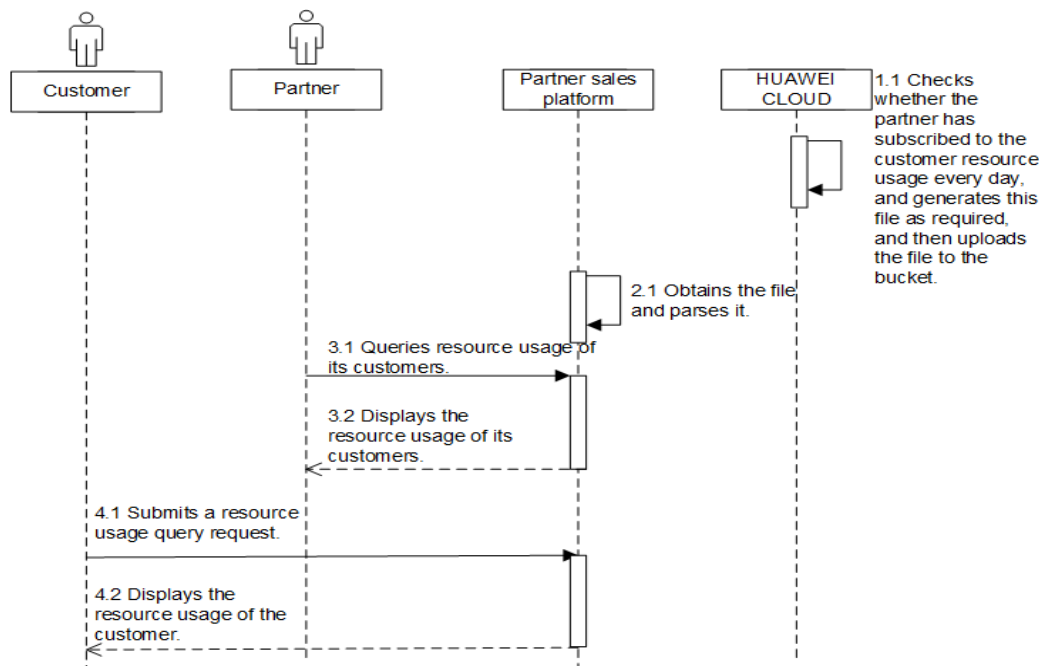 Customer
Partner
Partner sales
platform
HUAWEI
CLOUD
1.1 Checks
whether the
partner has
subscribed to the
customer resource
usage every day,
and generates this
file as required,
and then uploads
the file to the
bucket.
2.1 Obtains the file
and parses it.
3.1 Queries resource usage of
its customers.
3.2 Displays the
resource usage of its
customers.
4.1 Submits a resource
usage query request.
4.2 Displays the
resource usage of the
customer.